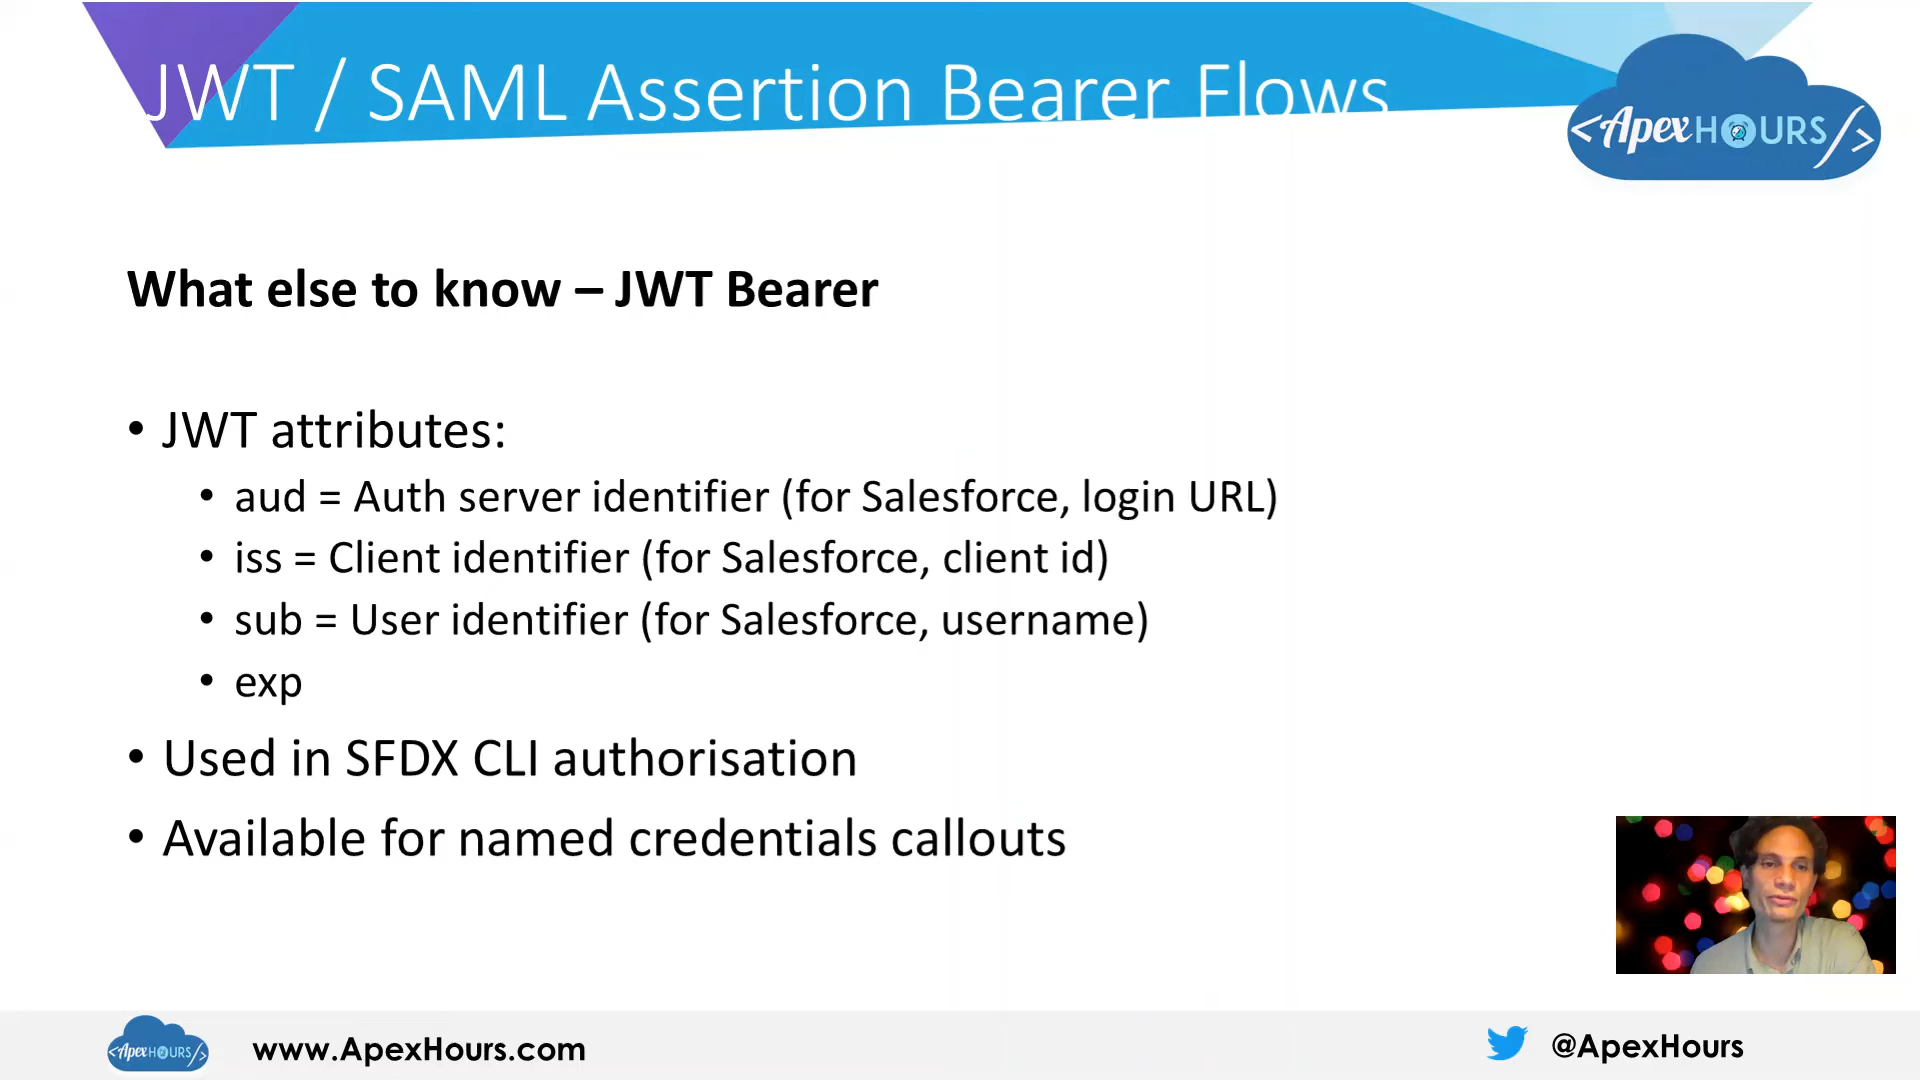 JWT / SAML Assertion Bearer Flows
<ApexHOURS/>
What else to know – JWT Bearer
• JWT attributes:
• aud = Auth server identifier (for Salesforce, login URL)
• iss = Client identifier (for Salesforce, client id)
• sub = User identifier (for Salesforce, username)
• exp
• Used in SFDX CLI authorisation
• Available for named credentials callouts
<ApexHOURS/>
www.ApexHours.com
@ApexHours